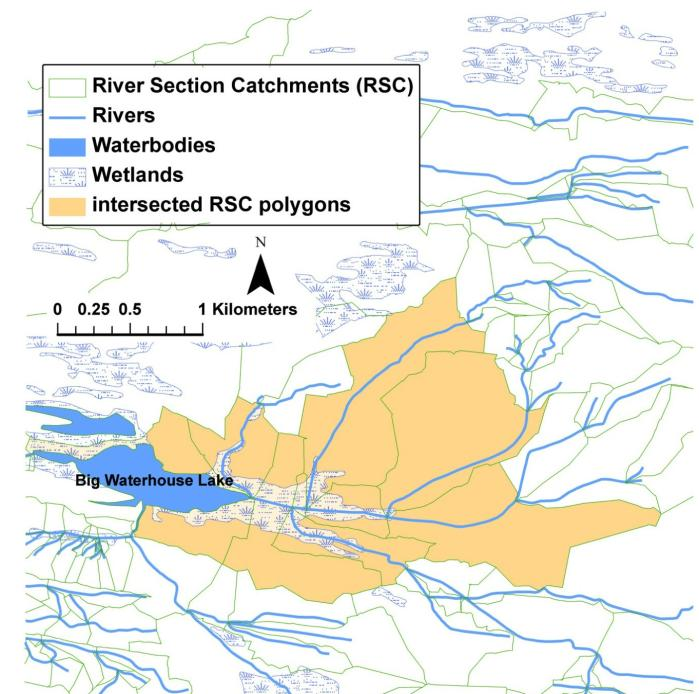 River Section Catchments (RSC)
Rivers
Waterbodies
Wetlands
intersected RSC polygons
N
0 0.25 0.5 1 Kilometers
Big Waterhouse Lake